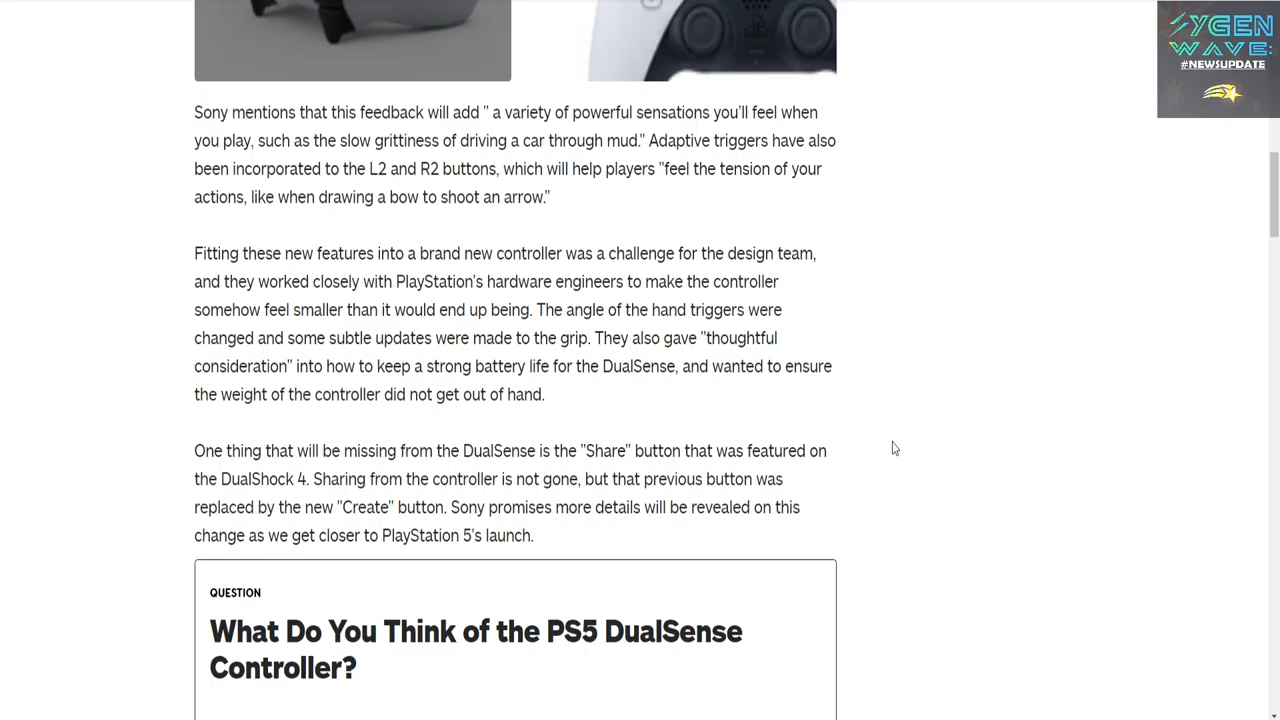 YGEN
WAVE:
#NEWSUPDATE
Sony mentions that this feedback will add " a variety of powerful sensations you'll feel when
you play, such as the slow grittiness of driving a car through mud." Adaptive triggers have also
been incorporated to the L2 and R2 buttons, which will help players "feel the tension of your
actions, like when drawing a bow to shoot an arrow."
Fitting these new features into a brand new controller was a challenge for the design team,
and they worked closely with PlayStation's hardware engineers to make the controller
somehow feel smaller than it would end up being. The angle of the hand triggers were
changed and some subtle updates were made to the grip. They also gave "thoughtful
consideration" into how to keep a strong battery life for the DualSense, and wanted to ensure
the weight of the controller did not get out of hand.
One thing that will be missing from the DualSense is the "Share" button that was featured on
the DualShock 4. Sharing from the controller is not gone, but that previous button was
replaced by the new "Create" button. Sony promises more details will be revealed on this
change as we get closer to PlayStation 5's launch.
QUESTION
What Do You Think of the PS5 DualSense
Controller?